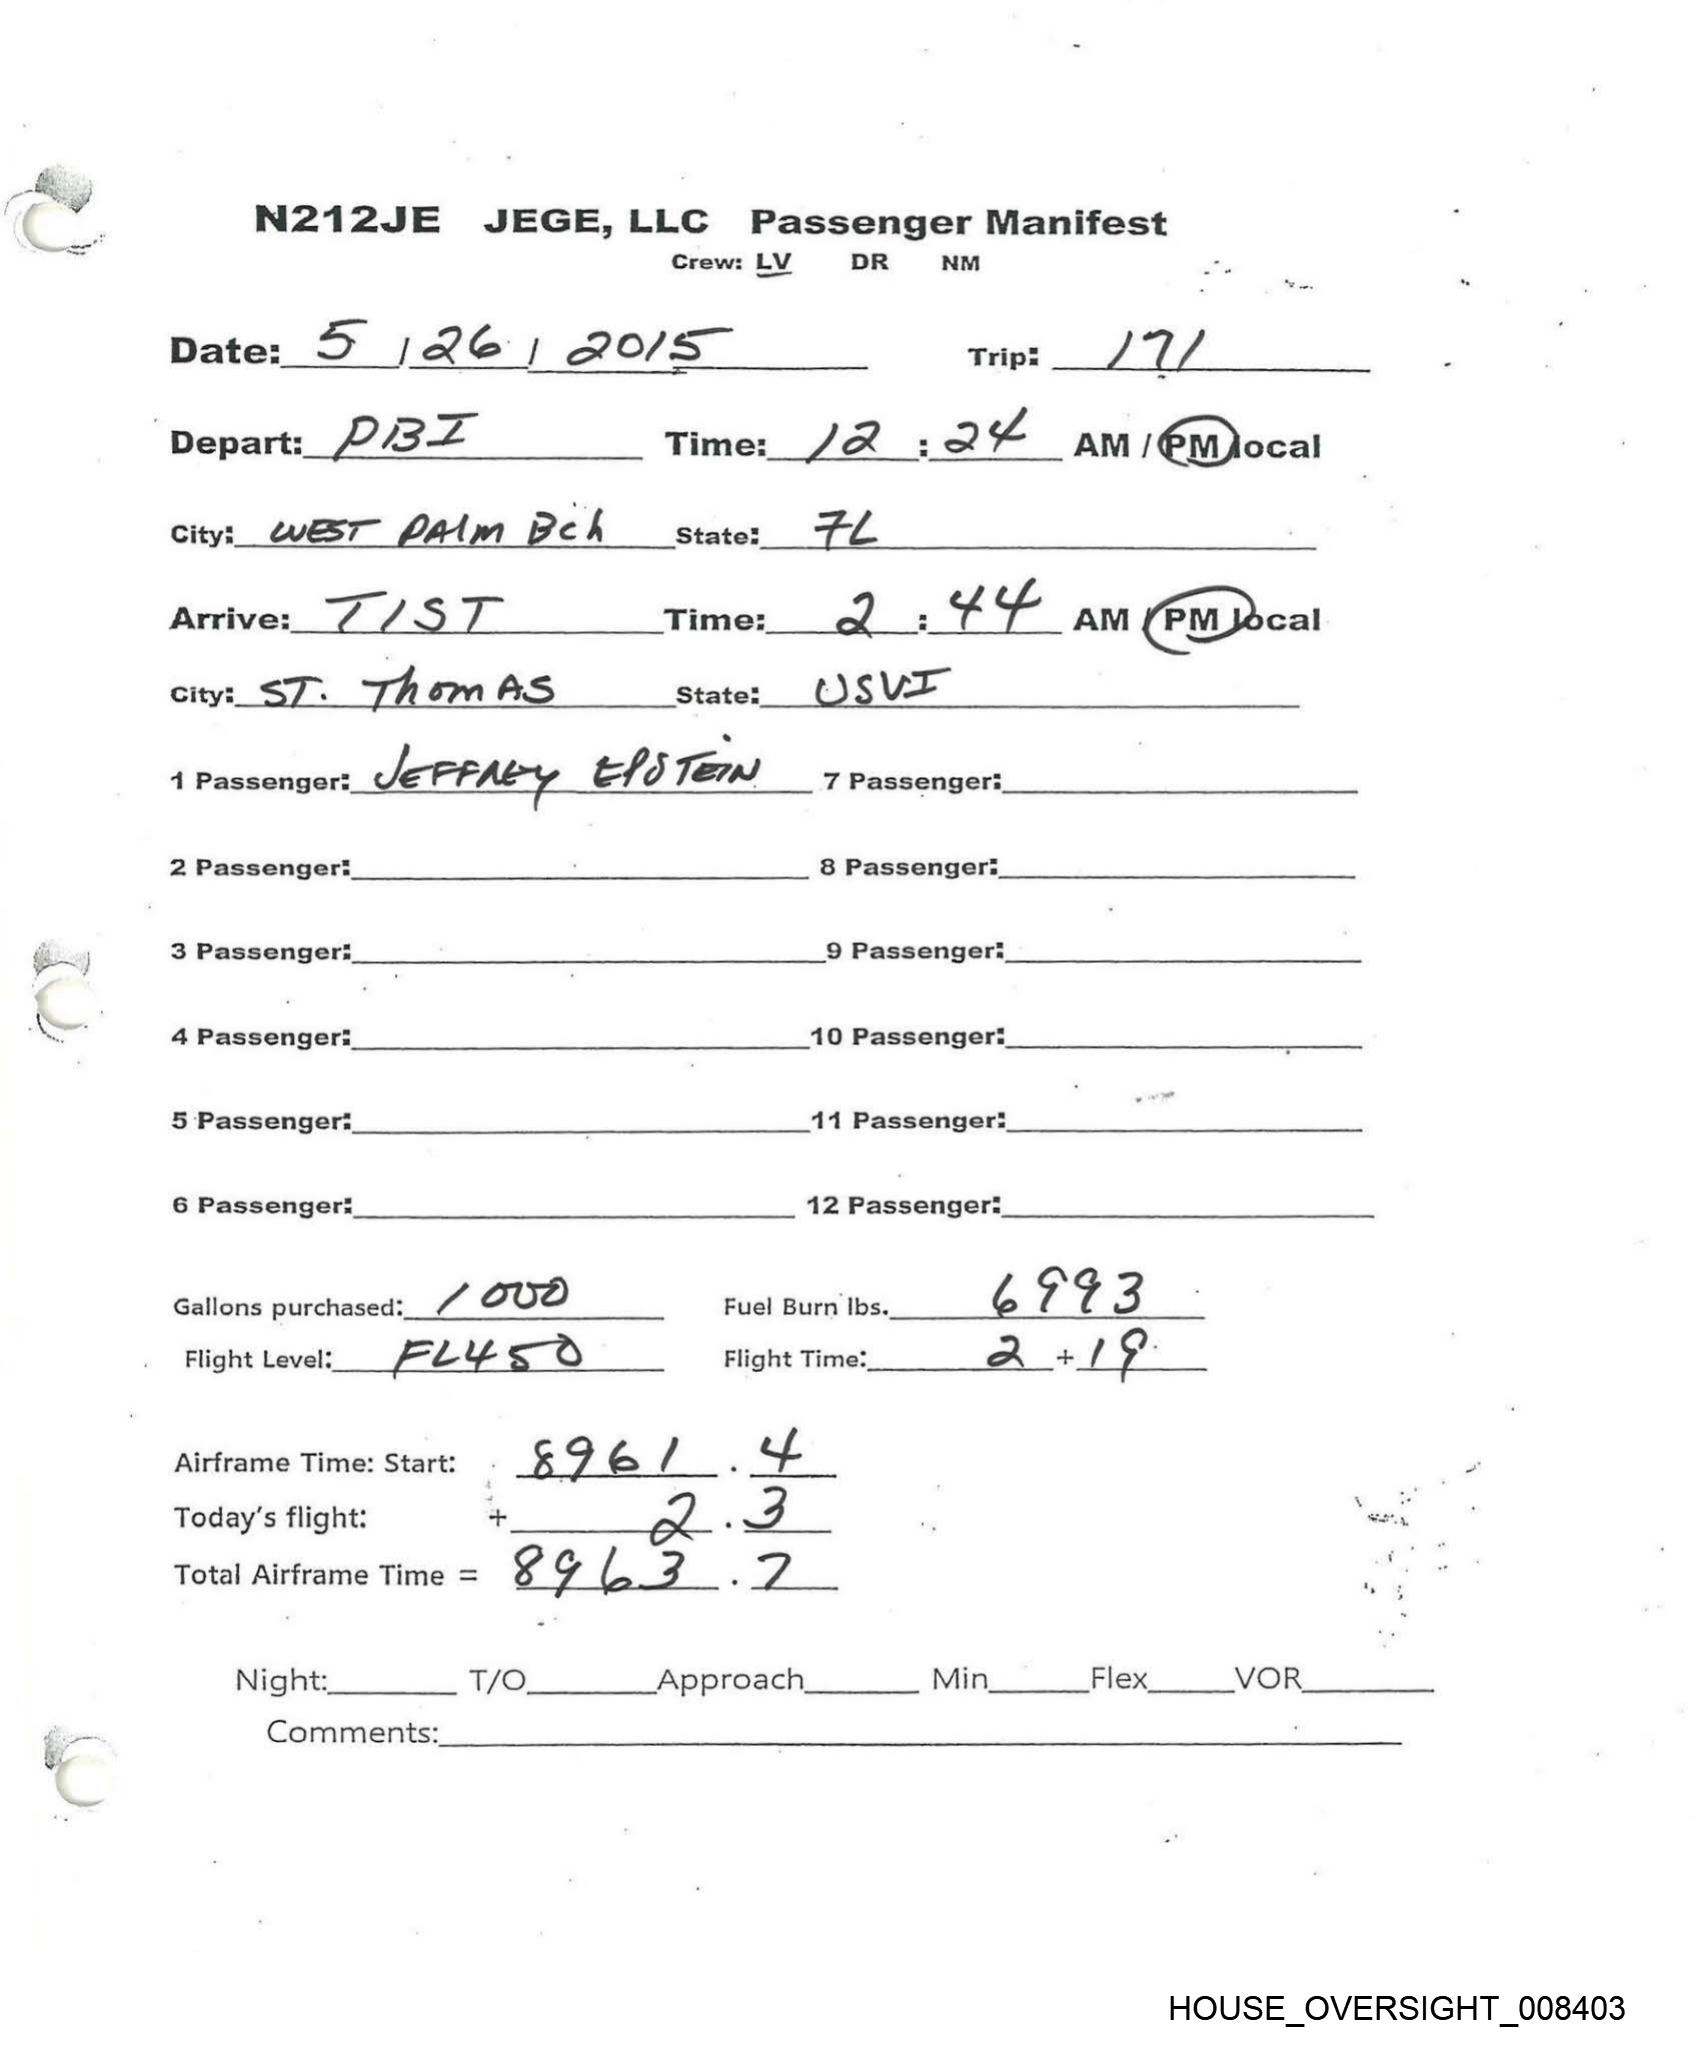 N212JE JEGE, LLC Passenger Manifest
Crew: LV DR NM
Date: 5 / 26 / 2015 Trip: 171
Depart: PBI Time: 12 : 24 AM / PM local
City: WEST PALM BCh State: FL
Arrive: TIST Time: 2 : 44 AM / PM local
City: ST. ThomAS State: USVI
1 Passenger: JEFFREY EPSTEIN 7 Passenger:
2 Passenger: 8 Passenger:
3 Passenger: 9 Passenger:
4 Passenger: 10 Passenger:
5 Passenger: 11 Passenger:
6 Passenger: 12 Passenger:
Gallons purchased: 1000 Fuel Burn lbs. 6993
Flight Level: FL450 Flight Time: 2 + 19
Airframe Time: Start: 8961 . 4
Today's flight: + 2 . 3
Total Airframe Time = 8963 . 7
Night: T/O Approach Min Flex VOR
Comments:
HOUSE_OVERSIGHT_008403